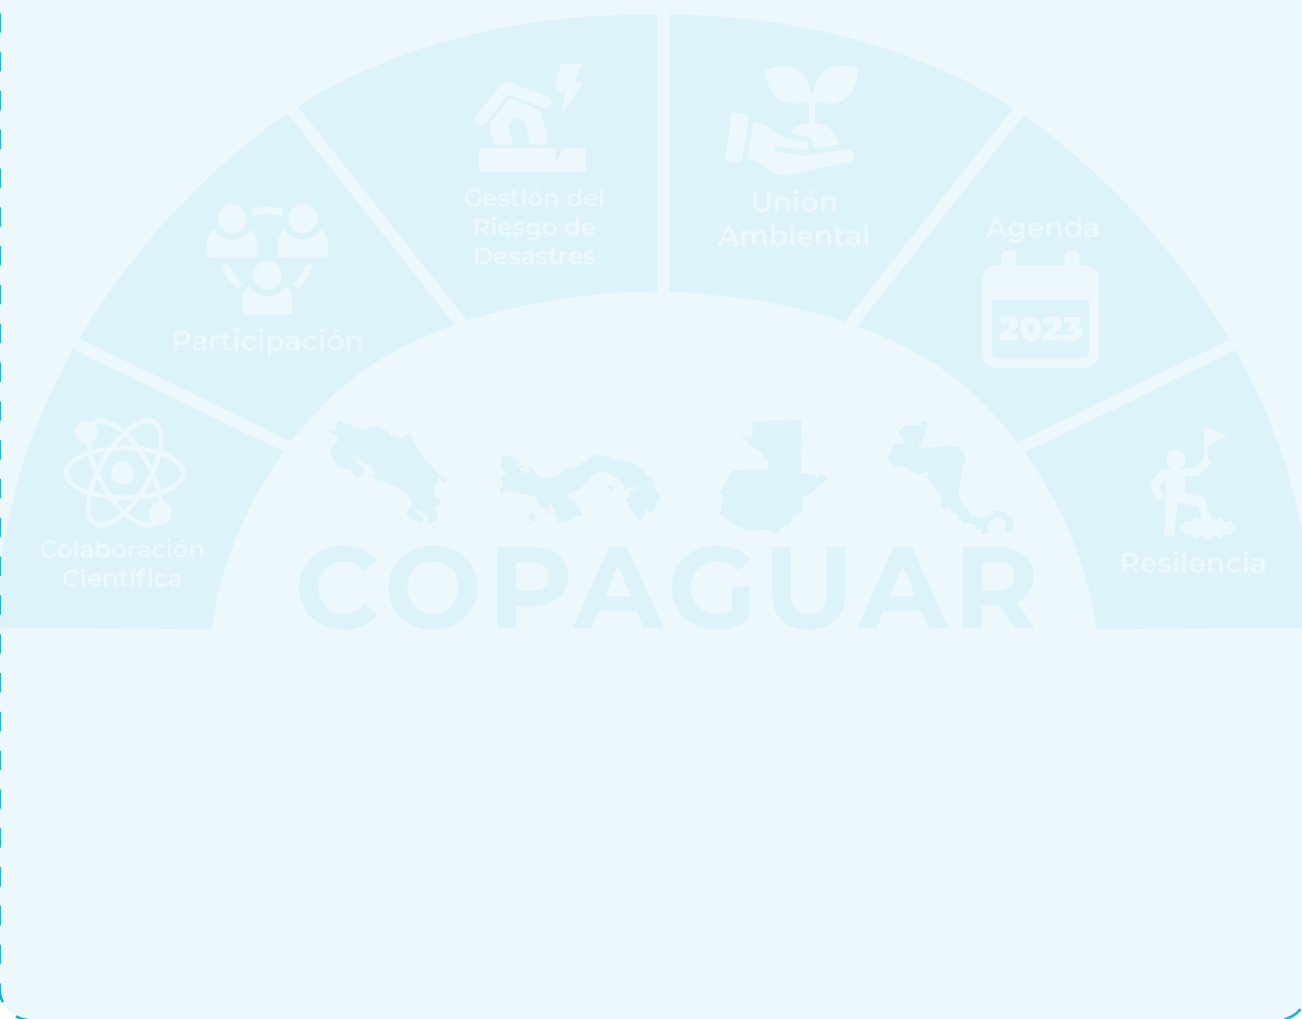 Gestión del
Riesgo de
Desastres
Unión
Ambiental
Agenda
2023
Participación
Colaboración
Científica
Resilencia
COPAGUAR